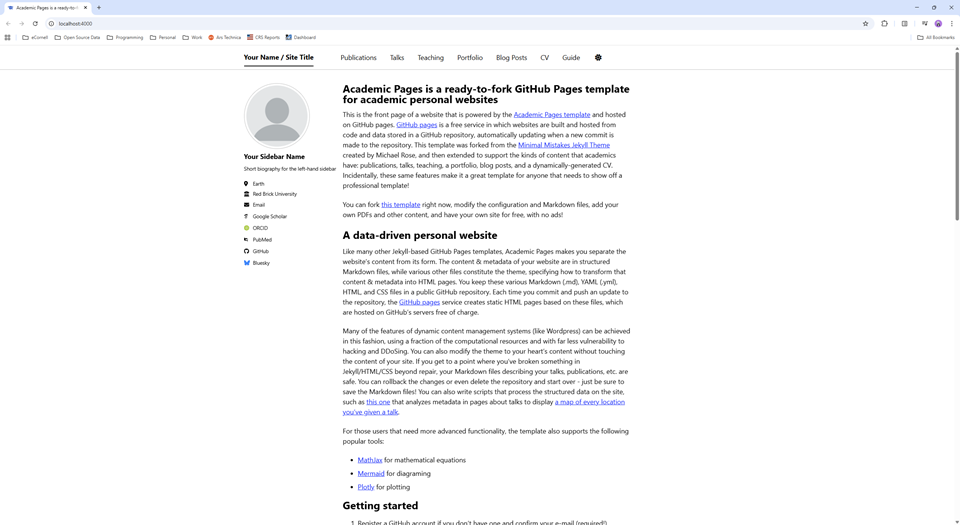 Academic Pages is a ready-to-f
localhost:4000
eCornell Open Source Data Programming Personal Work Ars Technica CRS Reports Dashboard All Bookmarks
Your Name / Site Title Publications Talks Teaching Portfolio Blog Posts CV Guide
Your Sidebar Name
Short biography for the left-hand sidebar
Earth
Red Brick University
Email
Google Scholar
ORCID
PubMed
GitHub
Bluesky
Academic Pages is a ready-to-fork GitHub Pages template
for academic personal websites
This is the front page of a website that is powered by the Academic Pages template and hosted
on GitHub pages. GitHub pages is a free service in which websites are built and hosted from
code and data stored in a GitHub repository, automatically updating when a new commit is
made to the repository. This template was forked from the Minimal Mistakes Jekyll Theme
created by Michael Rose, and then extended to support the kinds of content that academics
have: publications, talks, teaching, a portfolio, blog posts, and a dynamically-generated CV.
Incidentally, these same features make it a great template for anyone that needs to show off a
professional template!
You can fork this template right now, modify the configuration and Markdown files, add your
own PDFs and other content, and have your own site for free, with no ads!
A data-driven personal website
Like many other Jekyll-based GitHub Pages templates, Academic Pages makes you separate the
website's content from its form. The content & metadata of your website are in structured
Markdown files, while various other files constitute the theme, specifying how to transform that
content & metadata into HTML pages. You keep these various Markdown (.md), YAML (.yml),
HTML, and CSS files in a public GitHub repository. Each time you commit and push an update to
the repository, the GitHub pages service creates static HTML pages based on these files, which
are hosted on GitHub's servers free of charge.
Many of the features of dynamic content management systems (like Wordpress) can be achieved
in this fashion, using a fraction of the computational resources and with far less vulnerability to
hacking and DDoSing. You can also modify the theme to your heart's content without touching
the content of your site. If you get to a point where you've broken something in
Jekyll/HTML/CSS beyond repair, your Markdown files describing your talks, publications, etc. are
safe. You can rollback the changes or even delete the repository and start over - just be sure to
save the Markdown files! You can also write scripts that process the structured data on the site,
such as this one that analyzes metadata in pages about talks to display a map of every location
you've given a talk.
For those users that need more advanced functionality, the template also supports the following
popular tools:
• MathJax for mathematical equations
• Mermaid for diagraming
• Plotly for plotting
Getting started
1. Register a GitHub account if you don't have one and confirm your e-mail (required!)